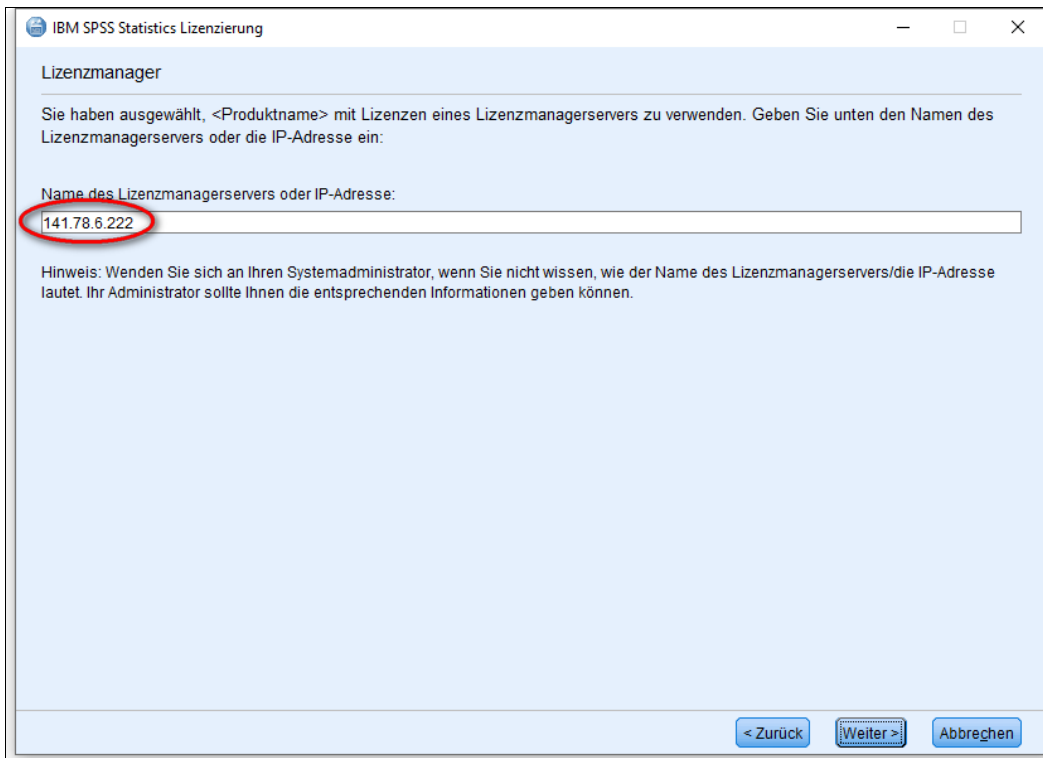 IBM SPSS Statistics Lizenzierung
Lizenzmanager
Sie haben ausgewählt, <Produktname> mit Lizenzen eines Lizenzmanagerservers zu verwenden. Geben Sie unten den Namen des
Lizenzmanagerservers oder die IP-Adresse ein:
Name des Lizenzmanagerservers oder IP-Adresse:
141.78.6.222
Hinweis: Wenden Sie sich an Ihren Systemadministrator, wenn Sie nicht wissen, wie der Name des Lizenzmanagerservers/die IP-Adresse
lautet. Ihr Administrator sollte Ihnen die entsprechenden Informationen geben können.
< Zurück Weiter > Abbrechen